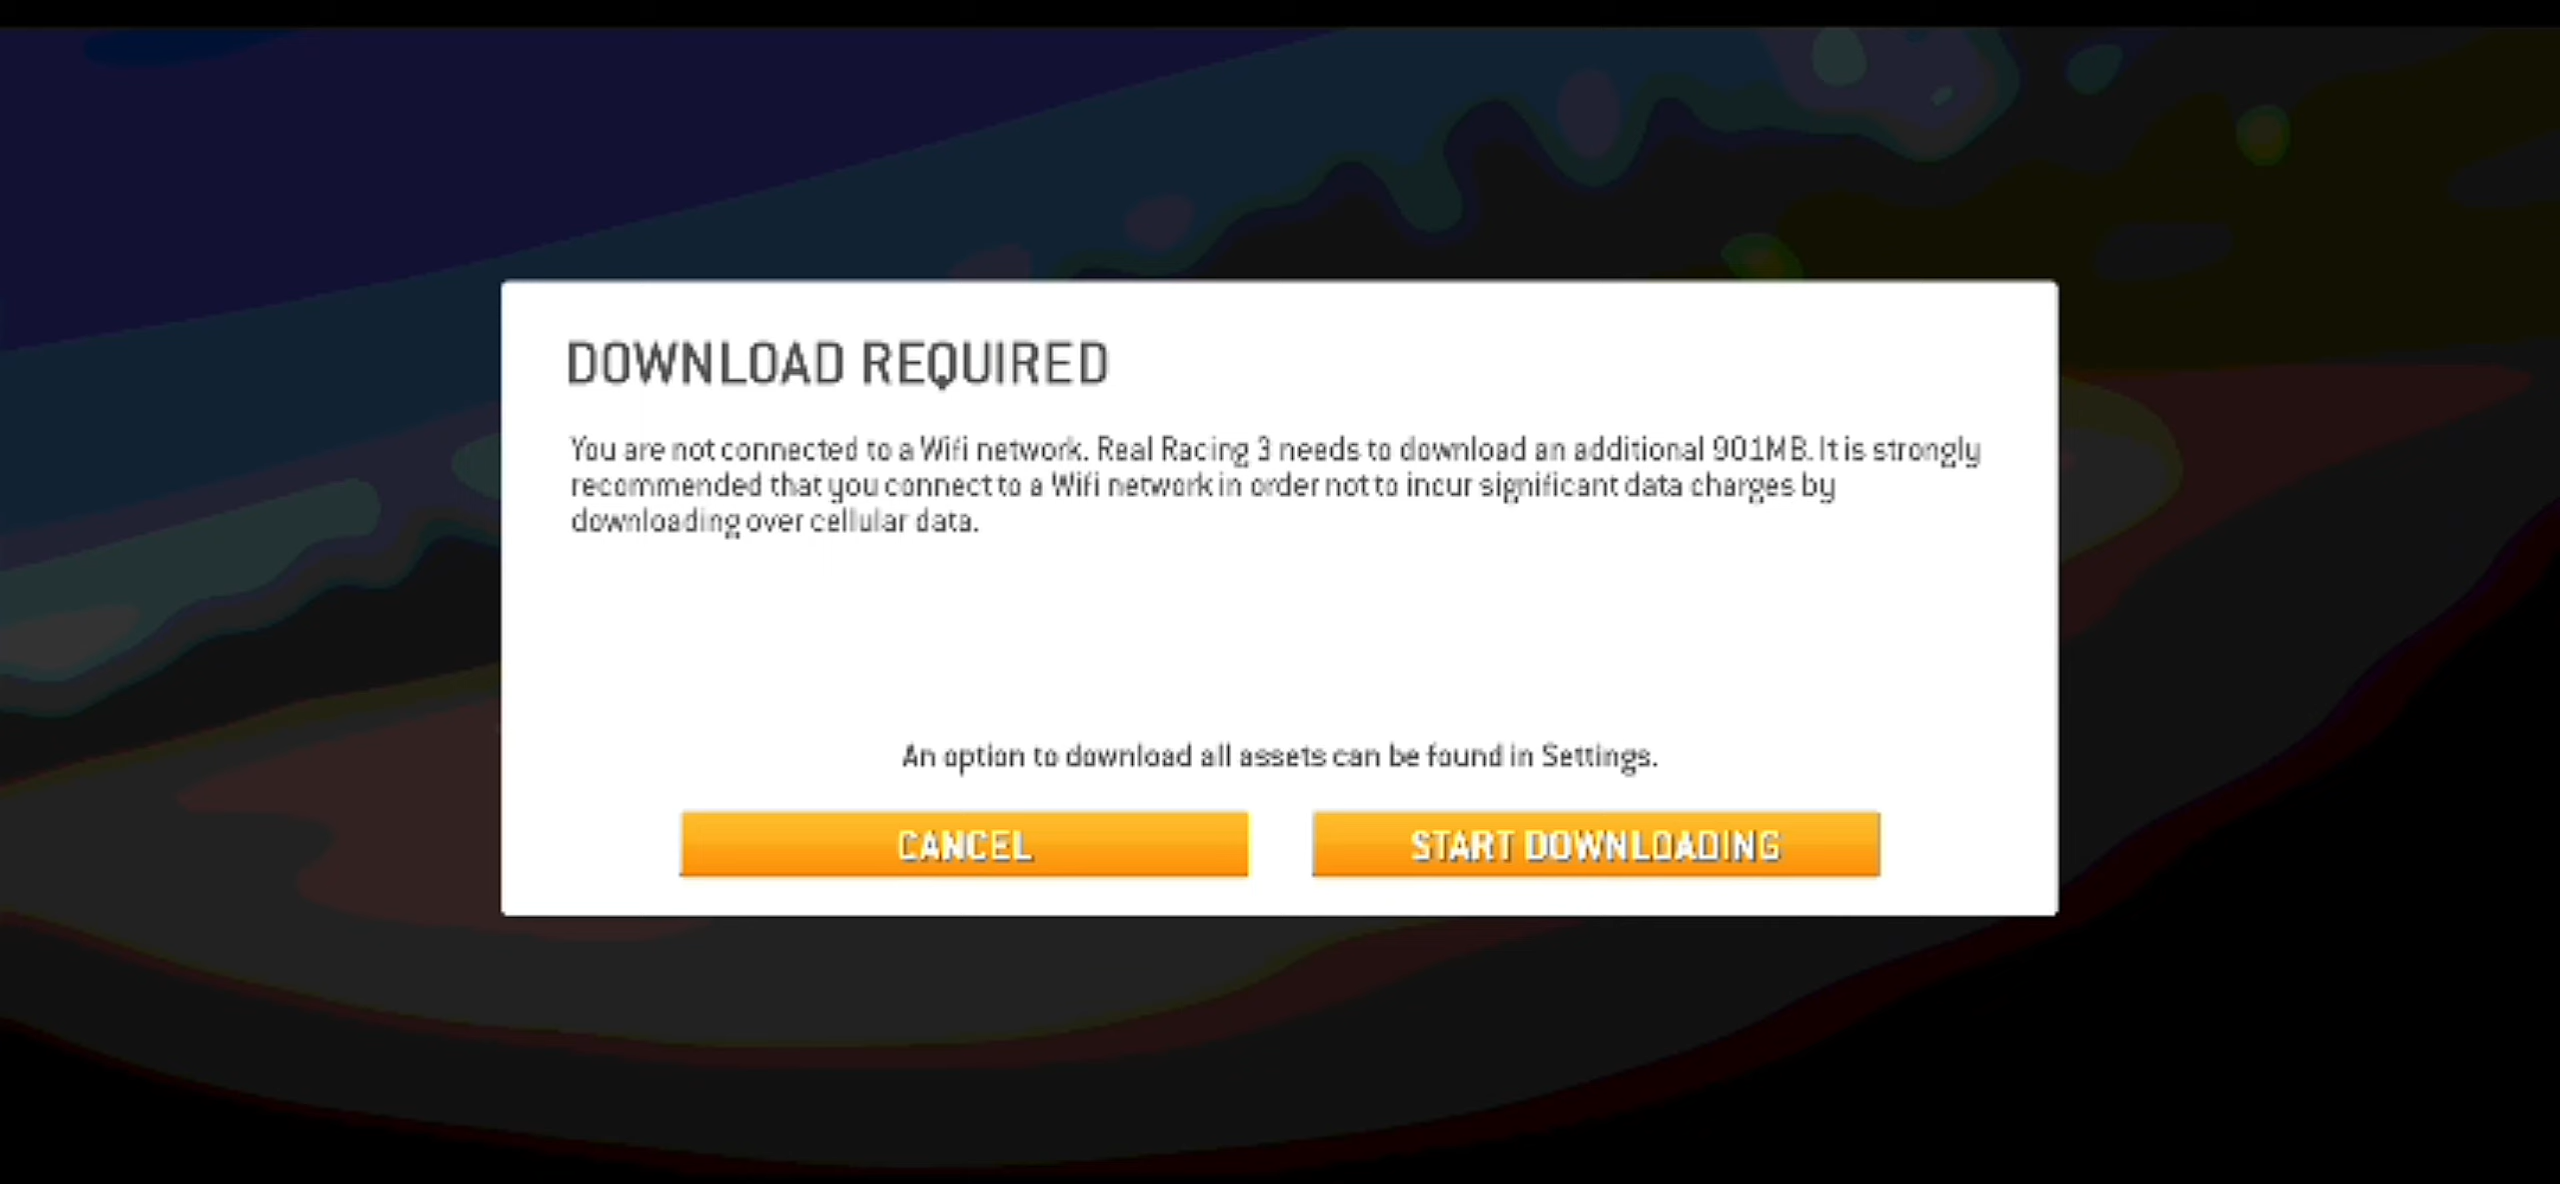 DOWNLOAD REQUIRED
You are not connected to a Wifi network. Real Racing 3 needs to download an additional 901MB. It is strongly
recommended that you connect to a Wifi network in order not to incur significant data charges by
downloading over cellular data.
An option to download all assets can be found in Settings.
CANCEL
START DOWNLOADING